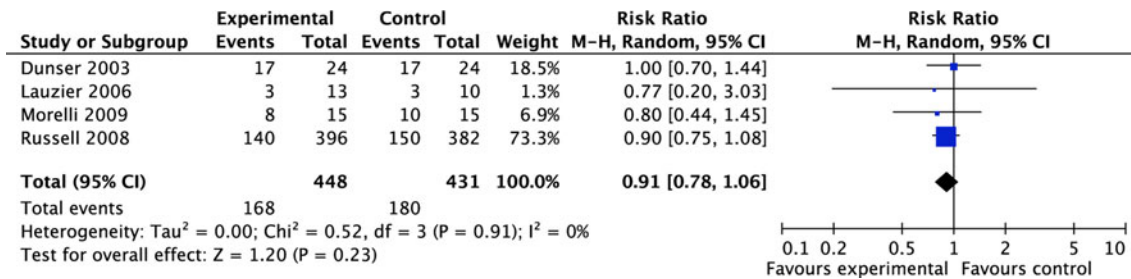 Experimental Control Risk Ratio Risk Ratio
Study or Subgroup Events Total Events Total Weight M-H, Random, 95% CI M-H, Random, 95% CI
Dunser 2003 17 24 17 24 18.5% 1.00 [0.70, 1.44]
Lauzier 2006 3 13 3 10 1.3% 0.77 [0.20, 3.03]
Morelli 2009 8 15 10 15 6.9% 0.80 [0.44, 1.45]
Russell 2008 140 396 150 382 73.3% 0.90 [0.75, 1.08]
Total (95% CI) 448 431 100.0% 0.91 [0.78, 1.06]
Total events 168 180
Heterogeneity: Tau² = 0.00; Chi² = 0.52, df = 3 (P = 0.91); I² = 0%
Test for overall effect: Z = 1.20 (P = 0.23)
0.1 0.2 0.5 1 2 5 10
Favours experimental Favours control